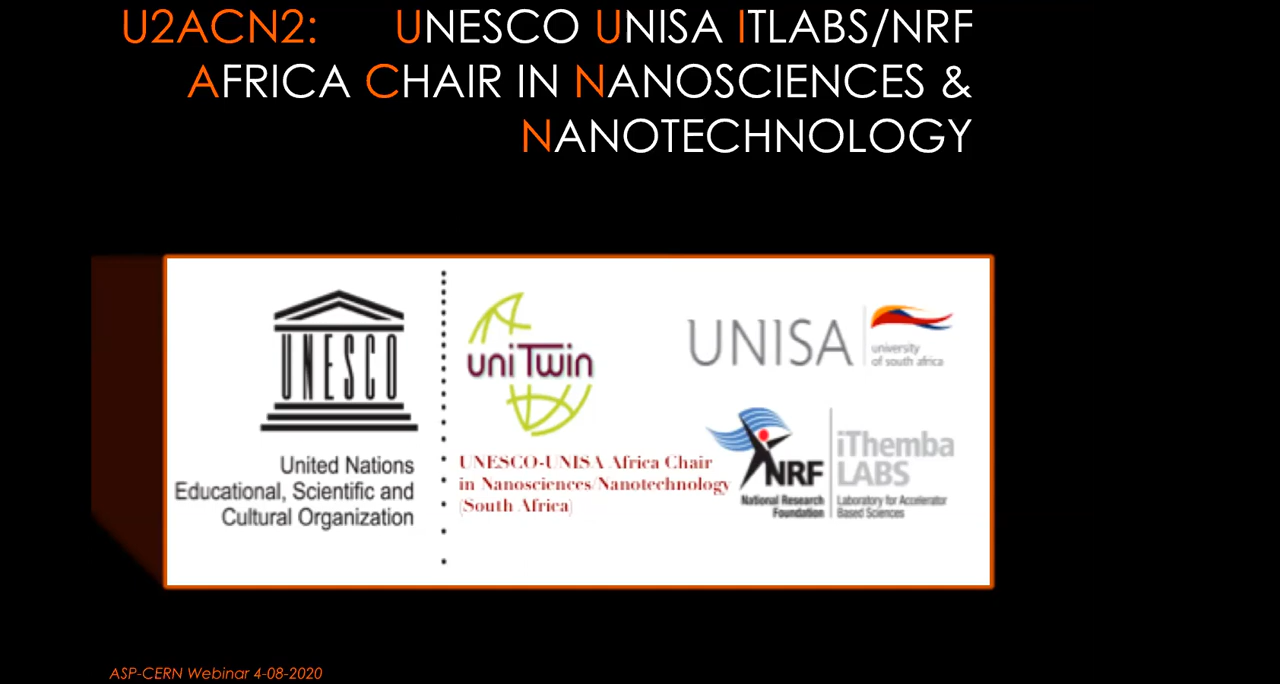 U2ACN2: UNESCO UNISA ITLABS/NRF
AFRICA CHAIR IN NANOSCIENCES &
NANOTECHNOLOGY
UNESCO
United Nations
Educational, Scientific and
Cultural Organization
uniTwin
UNESCO-UNISA Africa Chair
in Nanosciences/Nanotechnology
(South Africa)
UNISA
university
of south africa
NRF
National Research
Foundation
iThemba
LABS
Laboratory for Accelerator
Based Sciences
ASP-CERN Webinar 4-08-2020